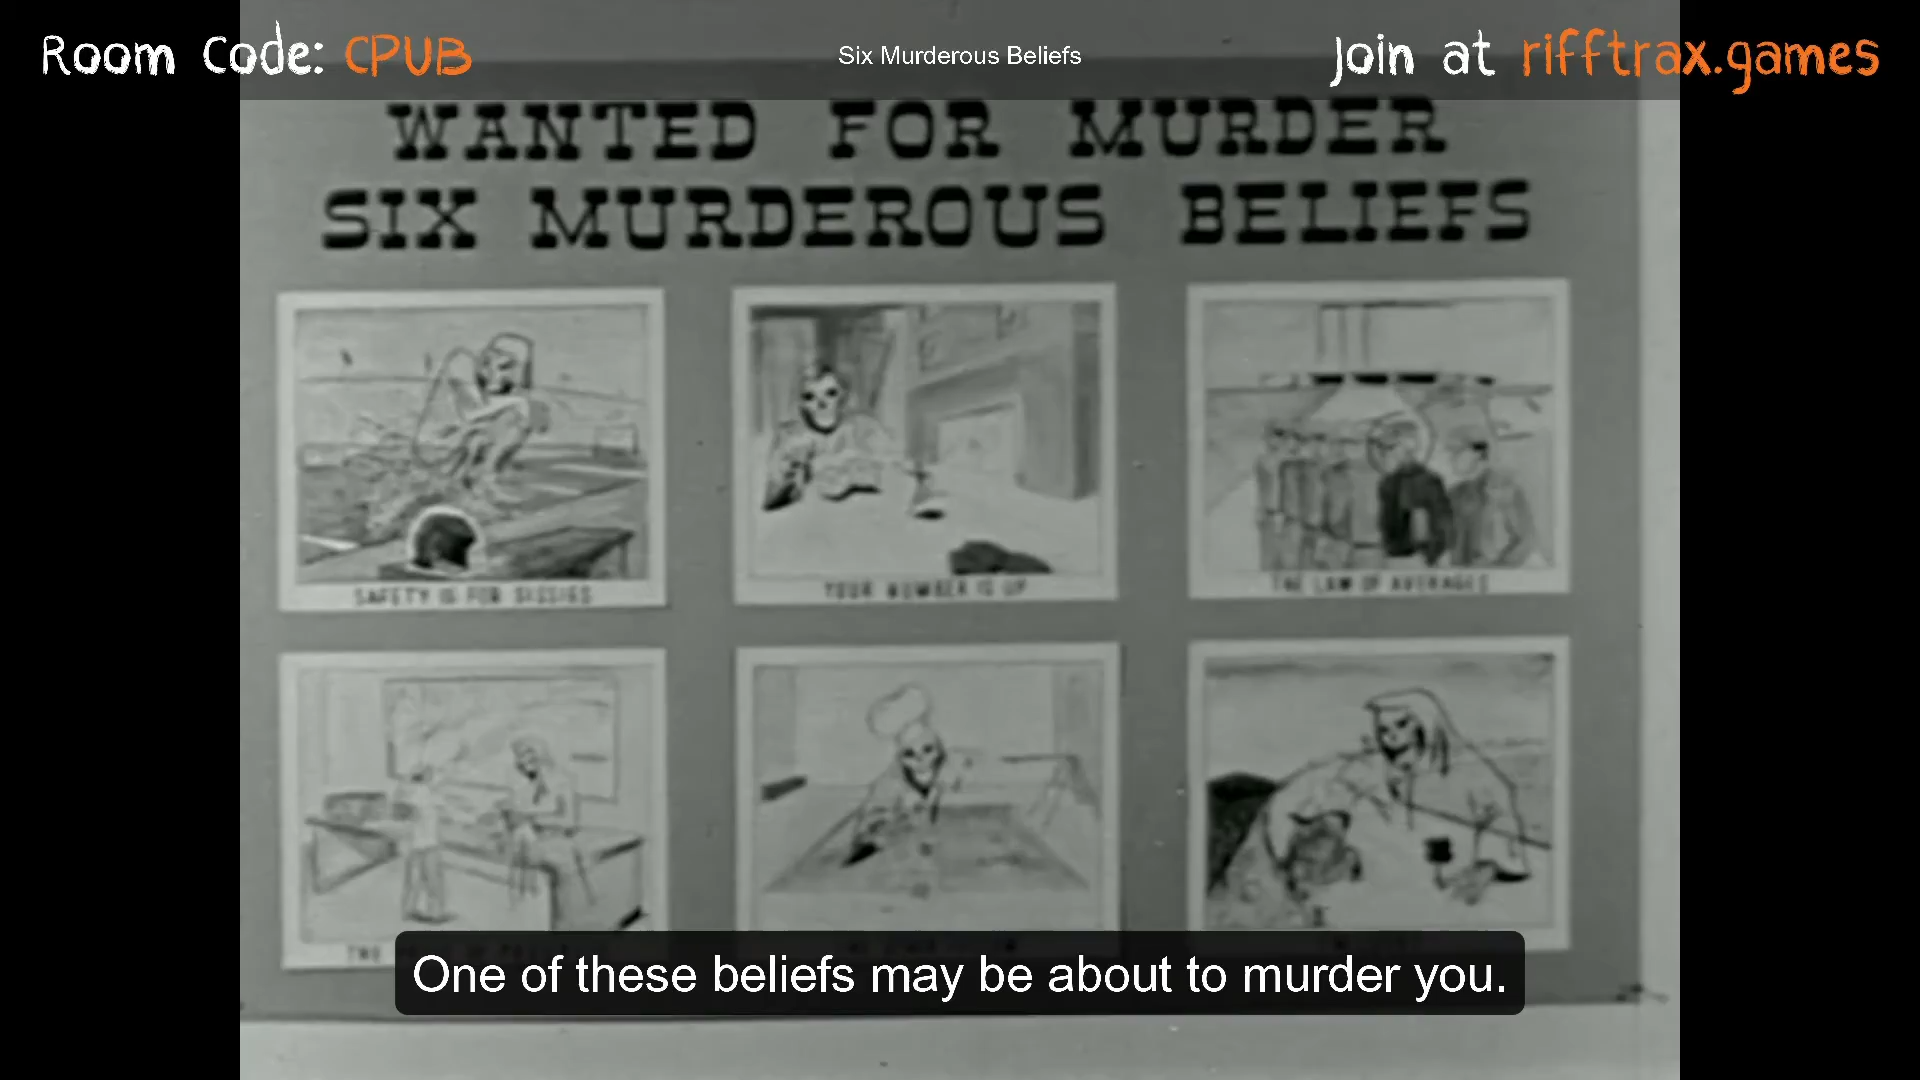 Room Code: CPUB
Six Murderous Beliefs
Join at rifftrax.games
WANTED FOR MURDER
SIX MURDEROUS BELIEFS
SAFETY IS FOR SISSIES
YOUR NUMBER IS UP
THE LAW OF AVERAGES
THE
One of these beliefs may be about to murder you.